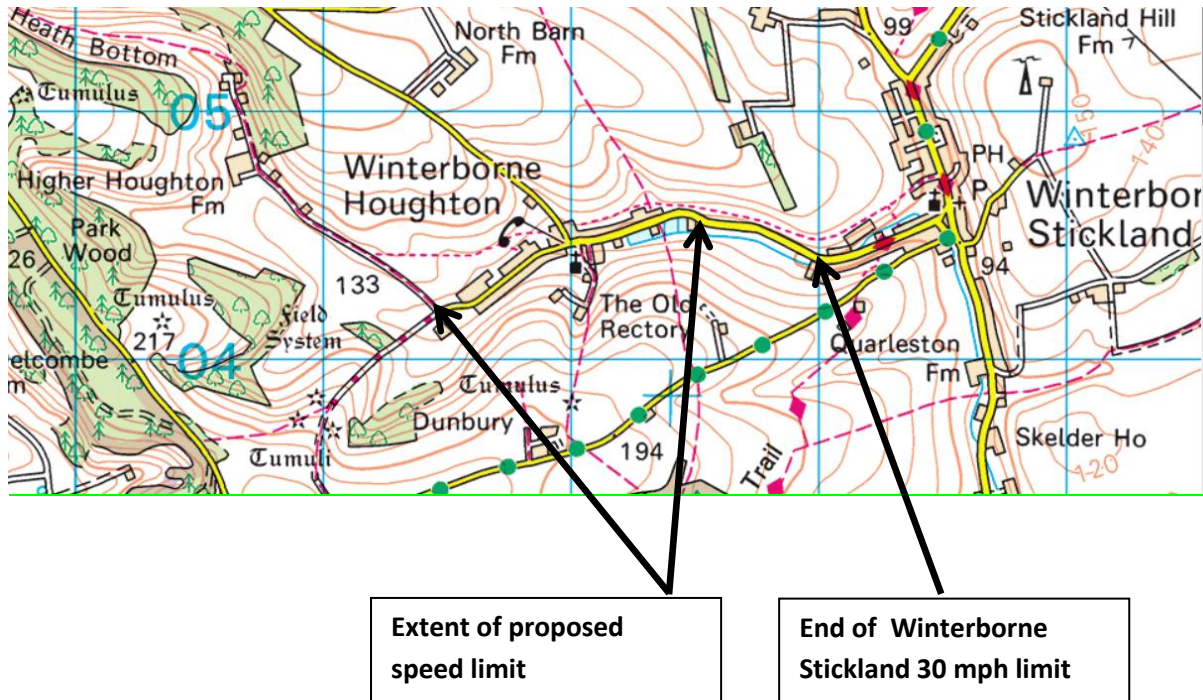 Heath Bottom
Tumulus
05
North Barn
Fm
99
Stickland Hill
Fm
150
140
Higher Houghton
Fm
Winterborne
Houghton
PH
P
Winterbor
Stickland
Park
Wood
26
133
94
Tumulus
217
Field
System
The Old
Rectory
Quarleston
Fm
elcombe
m
04
Tumulus
Dunbury
194
Trail
Skelder Ho
120
Tumuli
Extent of proposed
speed limit
End of Winterborne
Stickland 30 mph limit